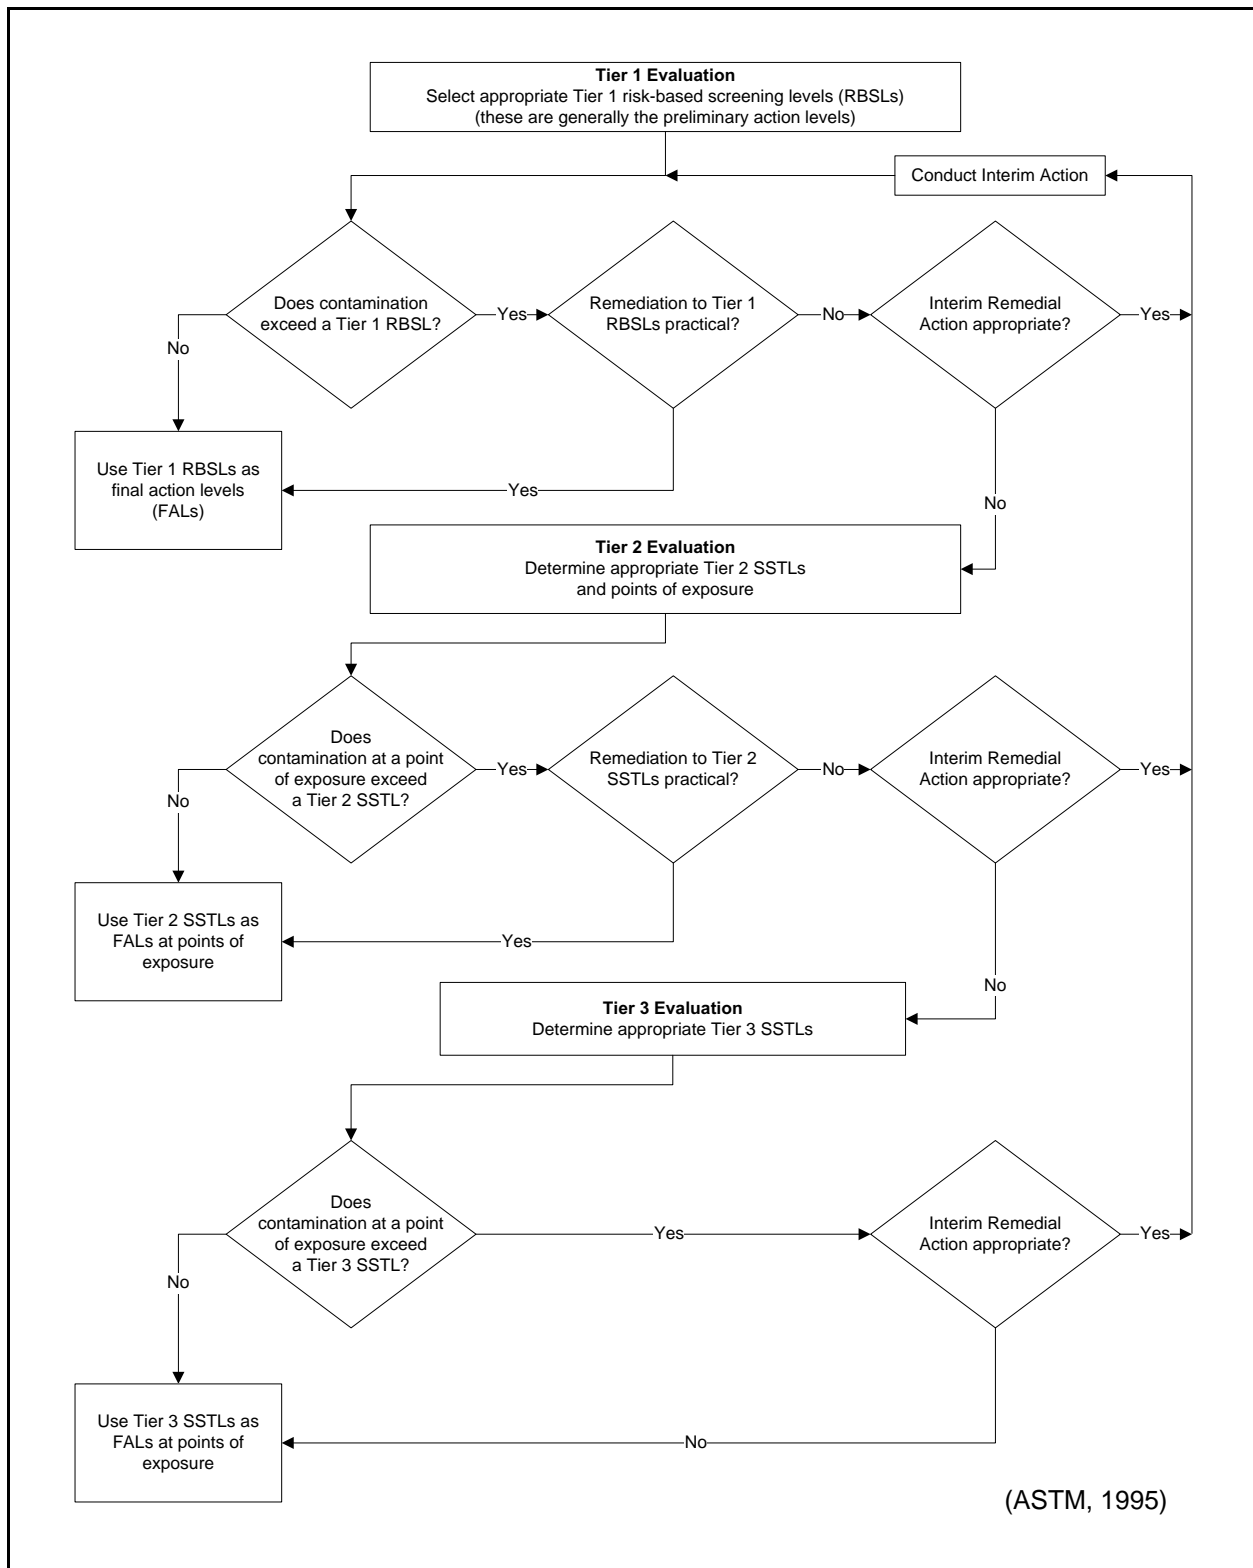 Tier 1 Evaluation
Select appropriate Tier 1 risk-based screening levels (RBSLs)
(these are generally the preliminary action levels)
Conduct Interim Action
Does contamination
exceed a Tier 1 RBSL?
Yes
Remediation to Tier 1
RBSLs practical?
No
Interim Remedial
Action appropriate?
Yes
No
Use Tier 1 RBSLs as
final action levels
(FALs)
Yes
No
Tier 2 Evaluation
Determine appropriate Tier 2 SSTLs
and points of exposure
Does
contamination at a point
of exposure exceed
a Tier 2 SSTL?
Yes
Remediation to Tier 2
SSTLs practical?
No
Interim Remedial
Action appropriate?
Yes
No
Use Tier 2 SSTLs as
FALs at points of
exposure
Yes
No
Tier 3 Evaluation
Determine appropriate Tier 3 SSTLs
Does
contamination at a point
of exposure exceed
a Tier 3 SSTL?
Yes
Interim Remedial
Action appropriate?
Yes
No
Use Tier 3 SSTLs as
FALs at points of
exposure
No
(ASTM, 1995)